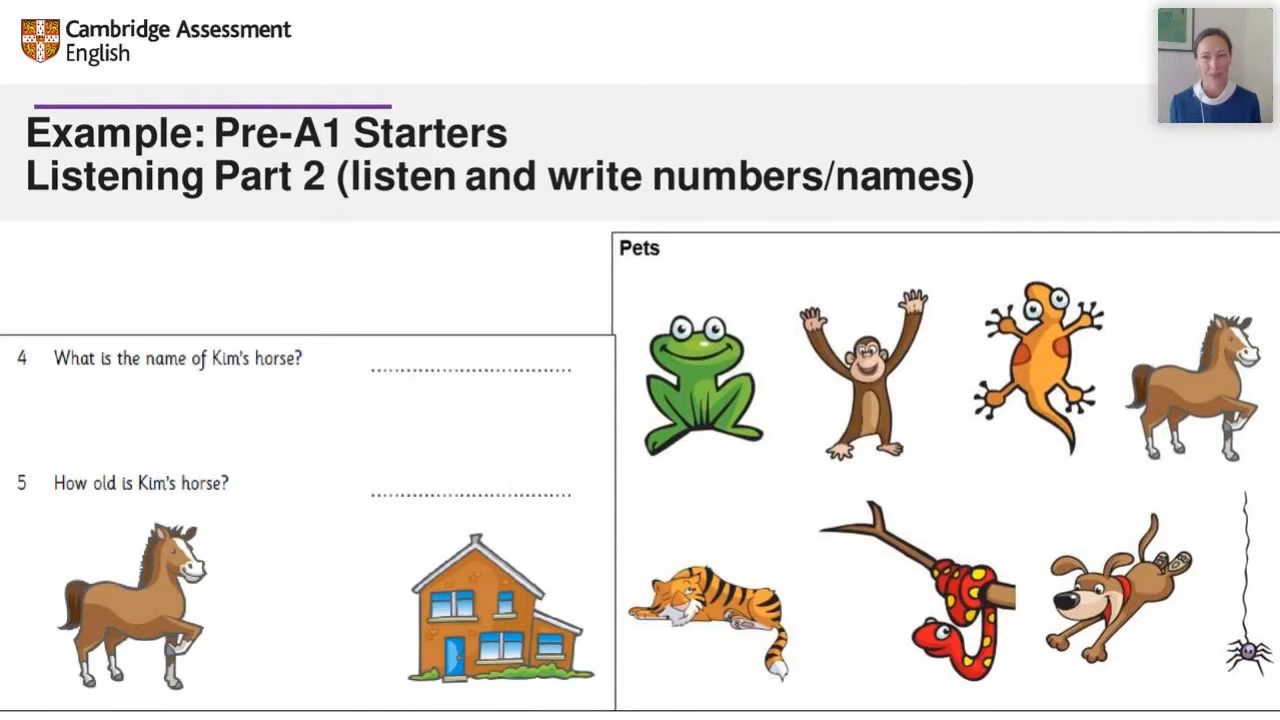 Cambridge Assessment
English
Example: Pre-A1 Starters
Listening Part 2 (listen and write numbers/names)
Pets
4 What is the name of Kim's horse? ................................
5 How old is Kim's horse? ................................